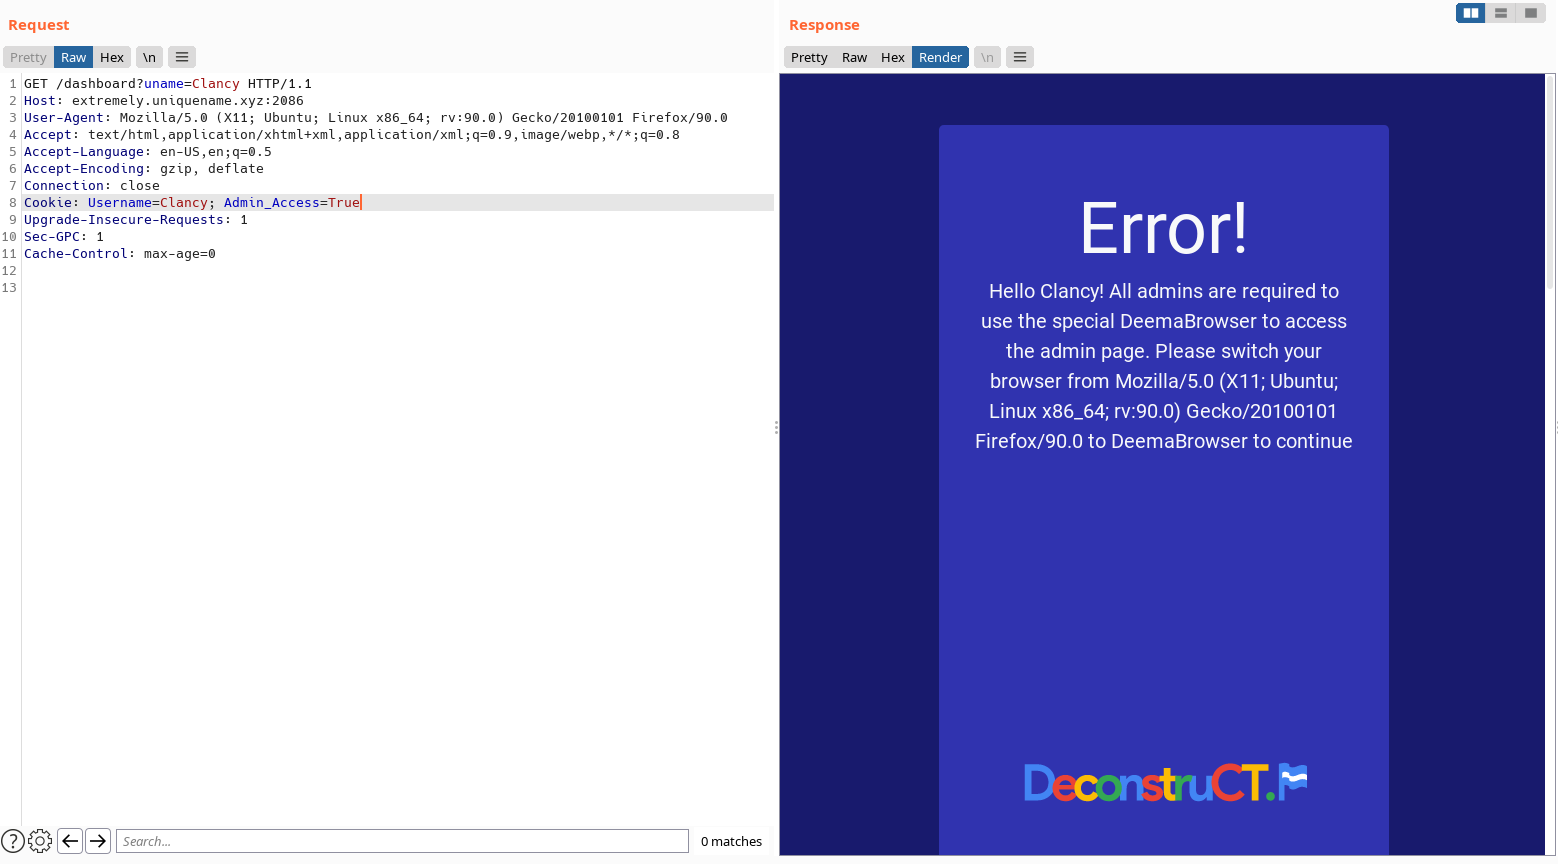 Request
Pretty Raw Hex \n
1 GET /dashboard?uname=Clancy HTTP/1.1
2 Host: extremely.uniquename.xyz:2086
3 User-Agent: Mozilla/5.0 (X11; Ubuntu; Linux x86_64; rv:90.0) Gecko/20100101 Firefox/90.0
4 Accept: text/html,application/xhtml+xml,application/xml;q=0.9,image/webp,*/*;q=0.8
5 Accept-Language: en-US,en;q=0.5
6 Accept-Encoding: gzip, deflate
7 Connection: close
8 Cookie: Username=Clancy; Admin_Access=True
9 Upgrade-Insecure-Requests: 1
10 Sec-GPC: 1
11 Cache-Control: max-age=0
12
13
Search...
0 matches
Response
Pretty Raw Hex Render \n
Error!
Hello Clancy! All admins are required to
use the special DeemaBrowser to access
the admin page. Please switch your
browser from Mozilla/5.0 (X11; Ubuntu;
Linux x86_64; rv:90.0) Gecko/20100101
Firefox/90.0 to DeemaBrowser to continue
DeconstruCT.